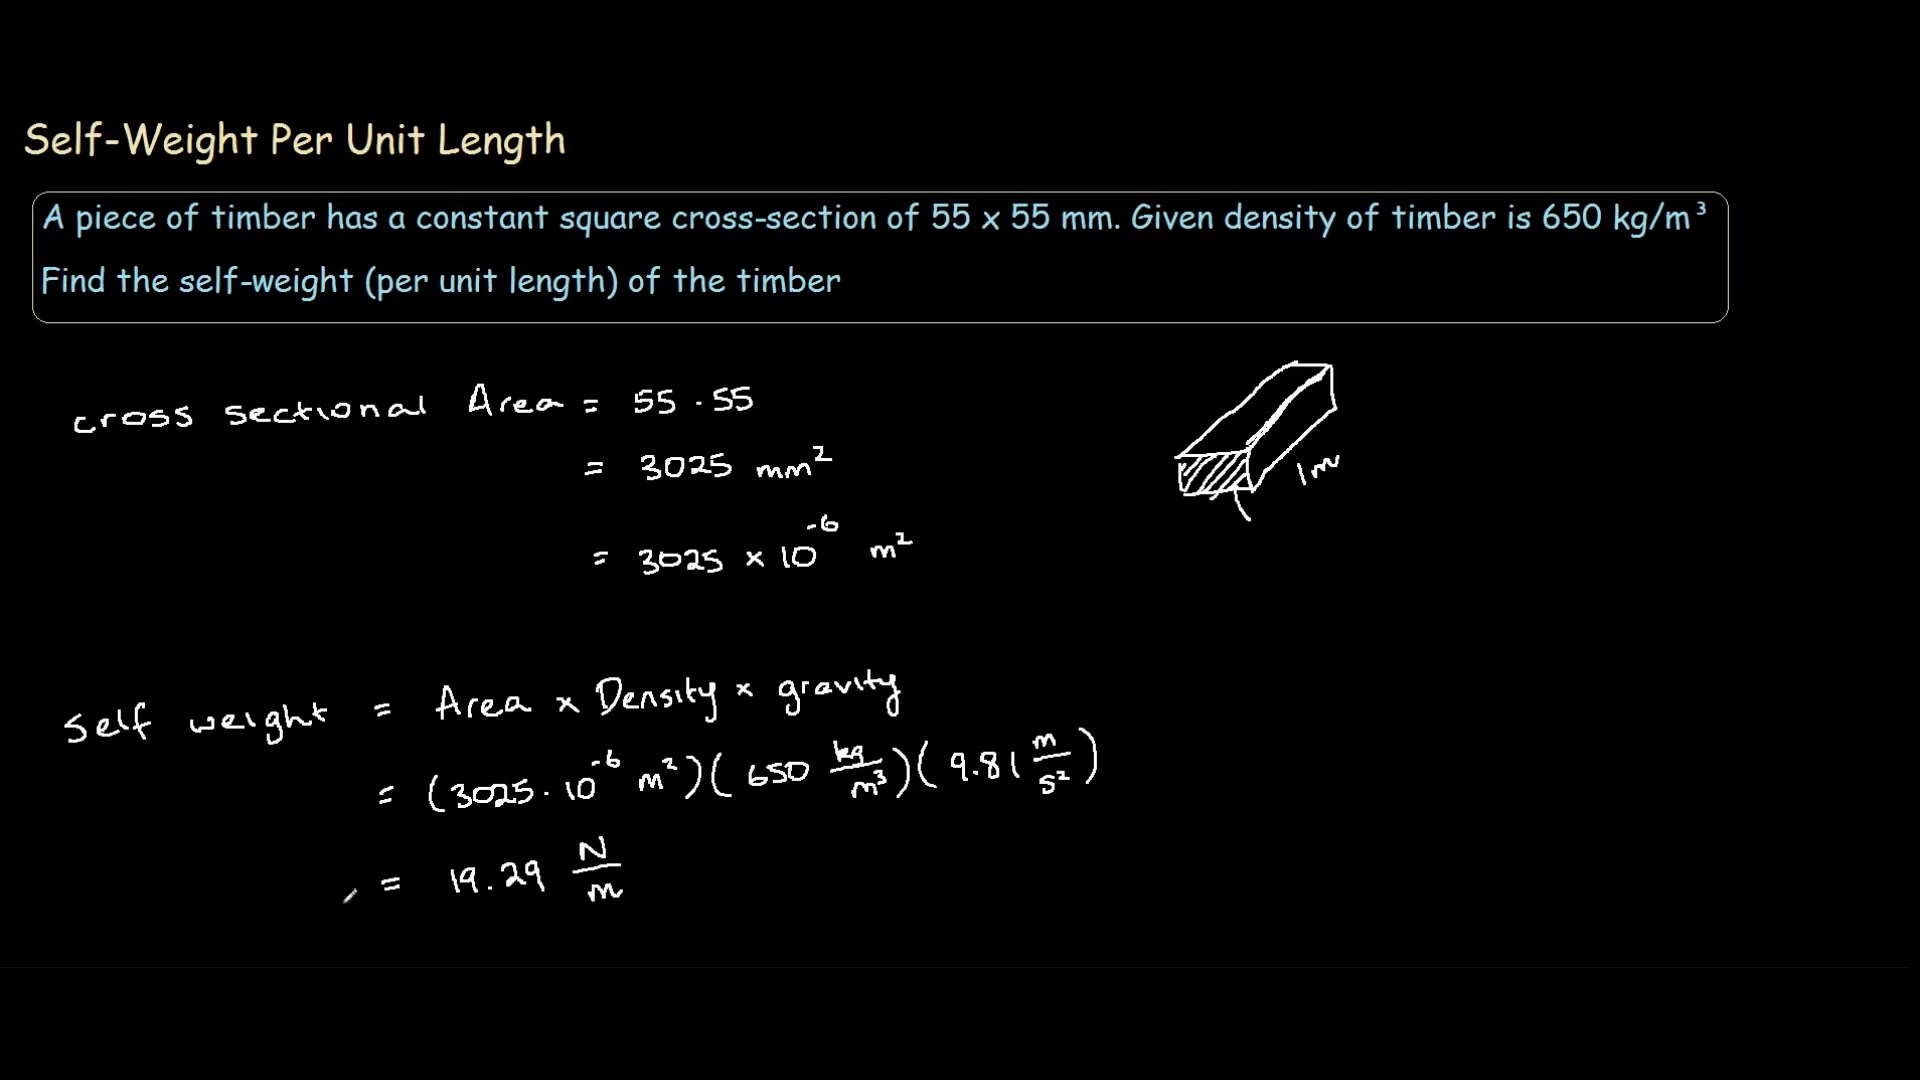 Self-Weight Per Unit Length
A piece of timber has a constant square cross-section of 55 x 55 mm. Given density of timber is 650 kg/m³
Find the self-weight (per unit length) of the timber
cross sectional Area = 55 . 55
= 3025 mm²
= 3025 × 10⁻⁶ m²
1m
Self weight = Area × Density × gravity
= (3025 . 10⁻⁶ m²)(650 kg/m³)(9.81 m/s²)
= 19.29 N/m